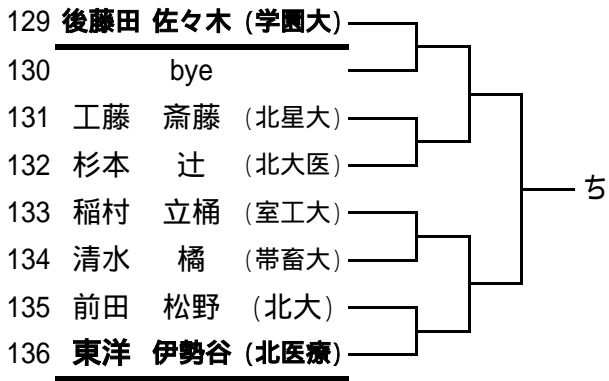 129 後藤田 佐々木 (学園大)
130 bye
131 工藤 斎藤 (北星大)
132 杉本 辻 (北大医)
133 稲村 立桶 (室工大)
134 清水 橘 (帯畜大)
135 前田 松野 (北大)
136 東洋 伊勢谷 (北医療)
ち